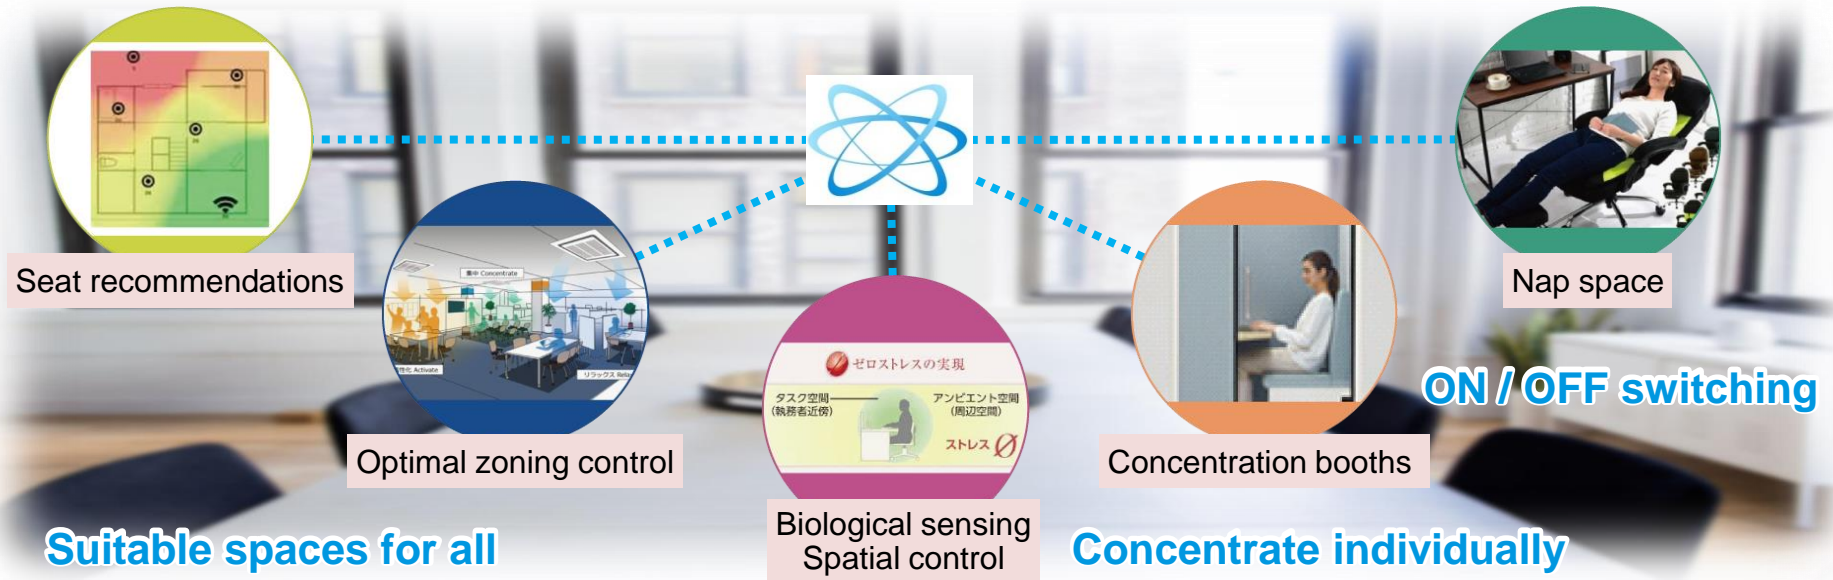 Seat recommendations
集中 Concentrate
Activate
リラックス Relax
Optimal zoning control
ゼロストレスの実現
タスク空間
(執務者近傍)
アンビエント空間
(周辺空間)
ストレス
Biological sensing
Spatial control
Concentration booths
Nap space
ON / OFF switching
Suitable spaces for all
Concentrate individually